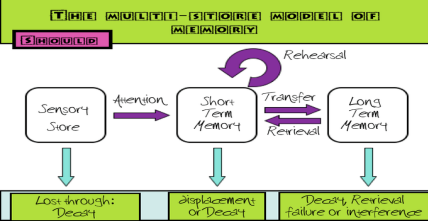 The multi-store model of
memory
Should
Rehearsal
Sensory
Store
Attention
Short
Term
Memory
Transfer
Retrieval
Long
Term
Memory
Lost through:
Decay
displacement
or Decay
Decay, Retrieval
failure or Interference